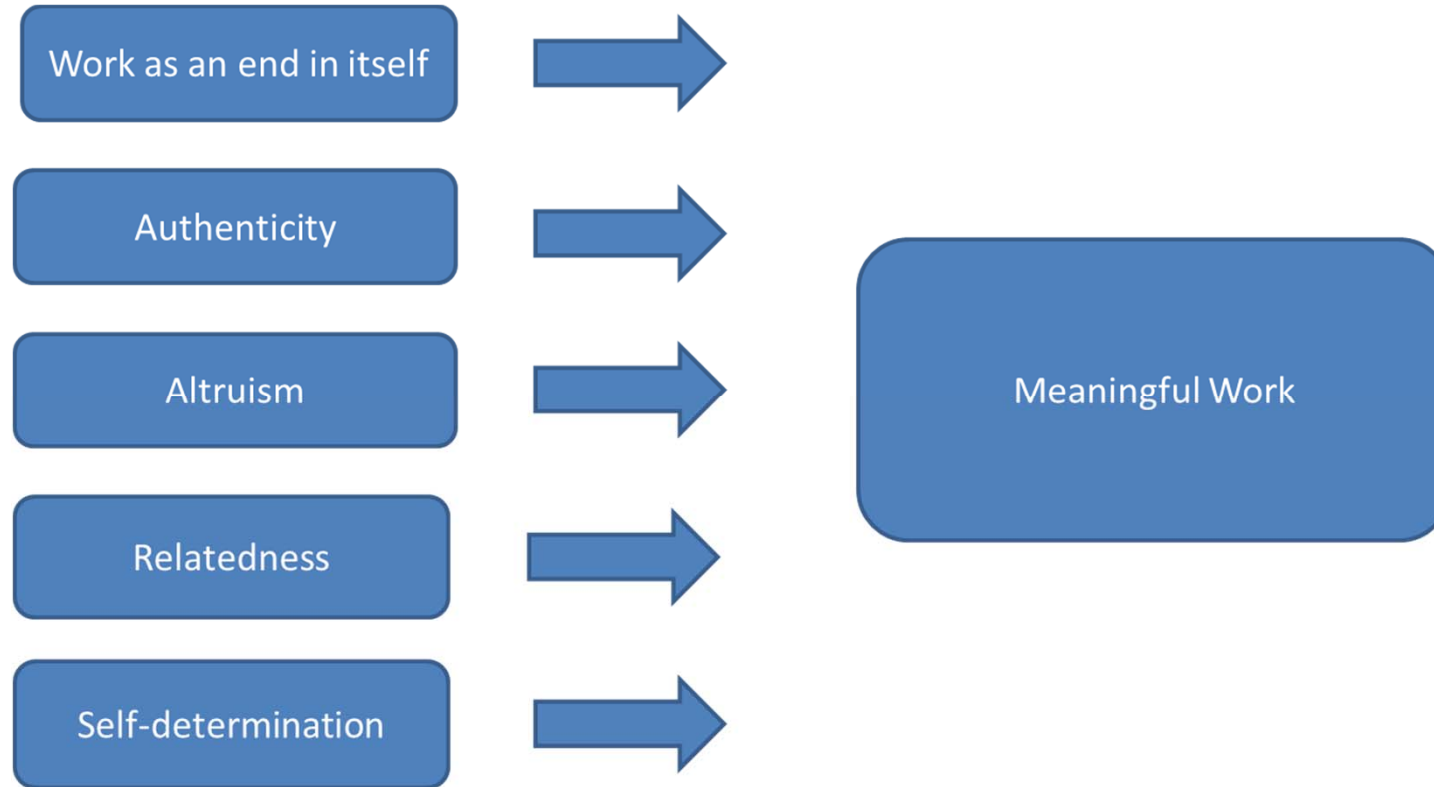 Work as an end in itself
Authenticity
Altruism
Meaningful Work
Relatedness
Self-determination